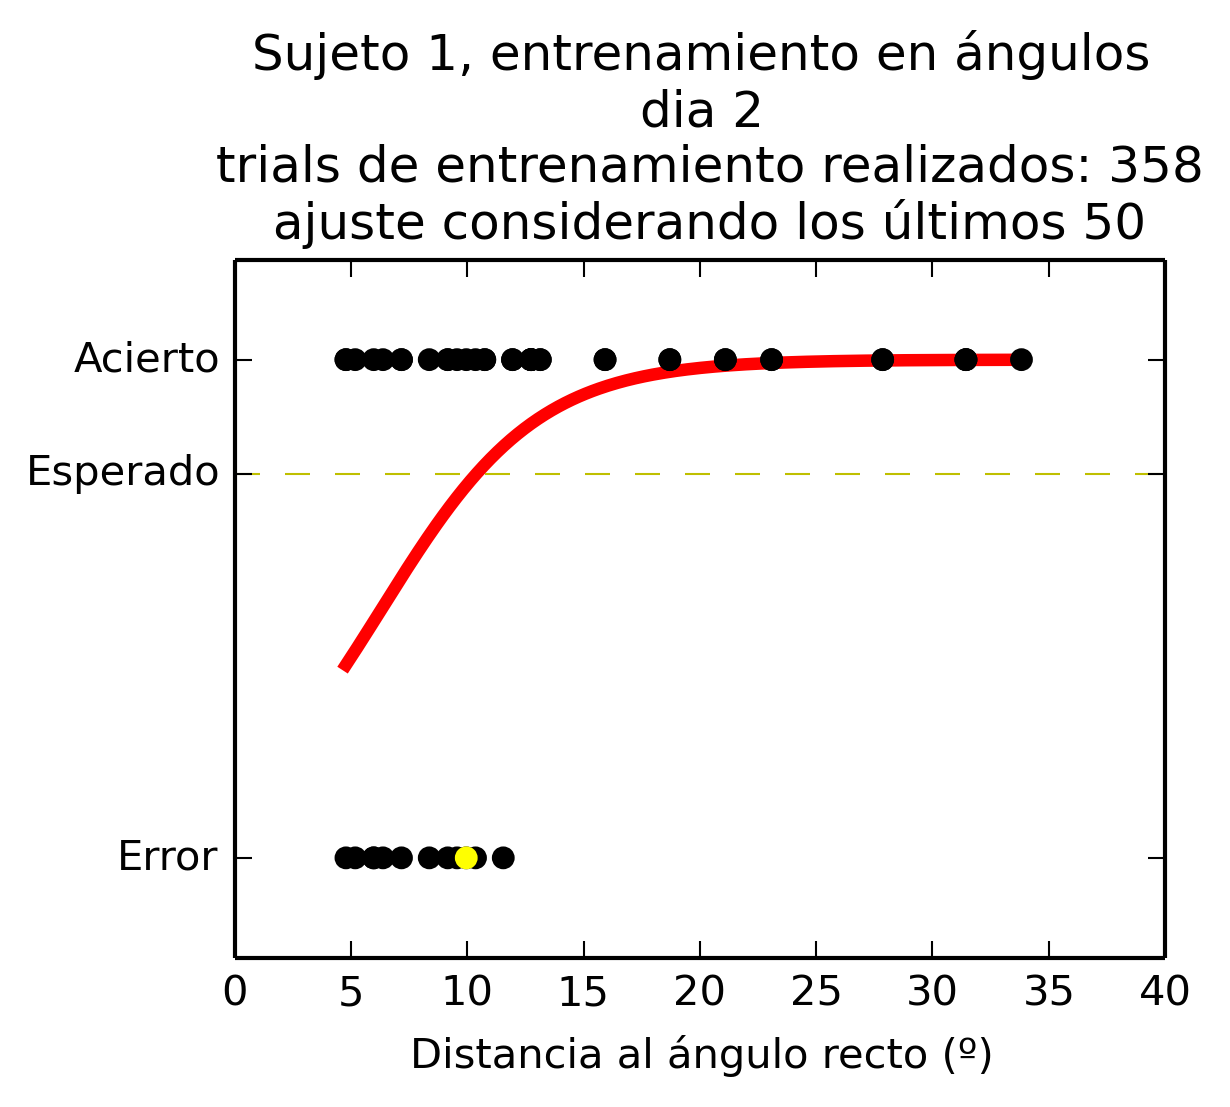 Sujeto 1, entrenamiento en ángulos
dia 2
trials de entrenamiento realizados: 358
ajuste considerando los últimos 50
Acierto
Esperado
Error
0 5 10 15 20 25 30 35 40
Distancia al ángulo recto (º)